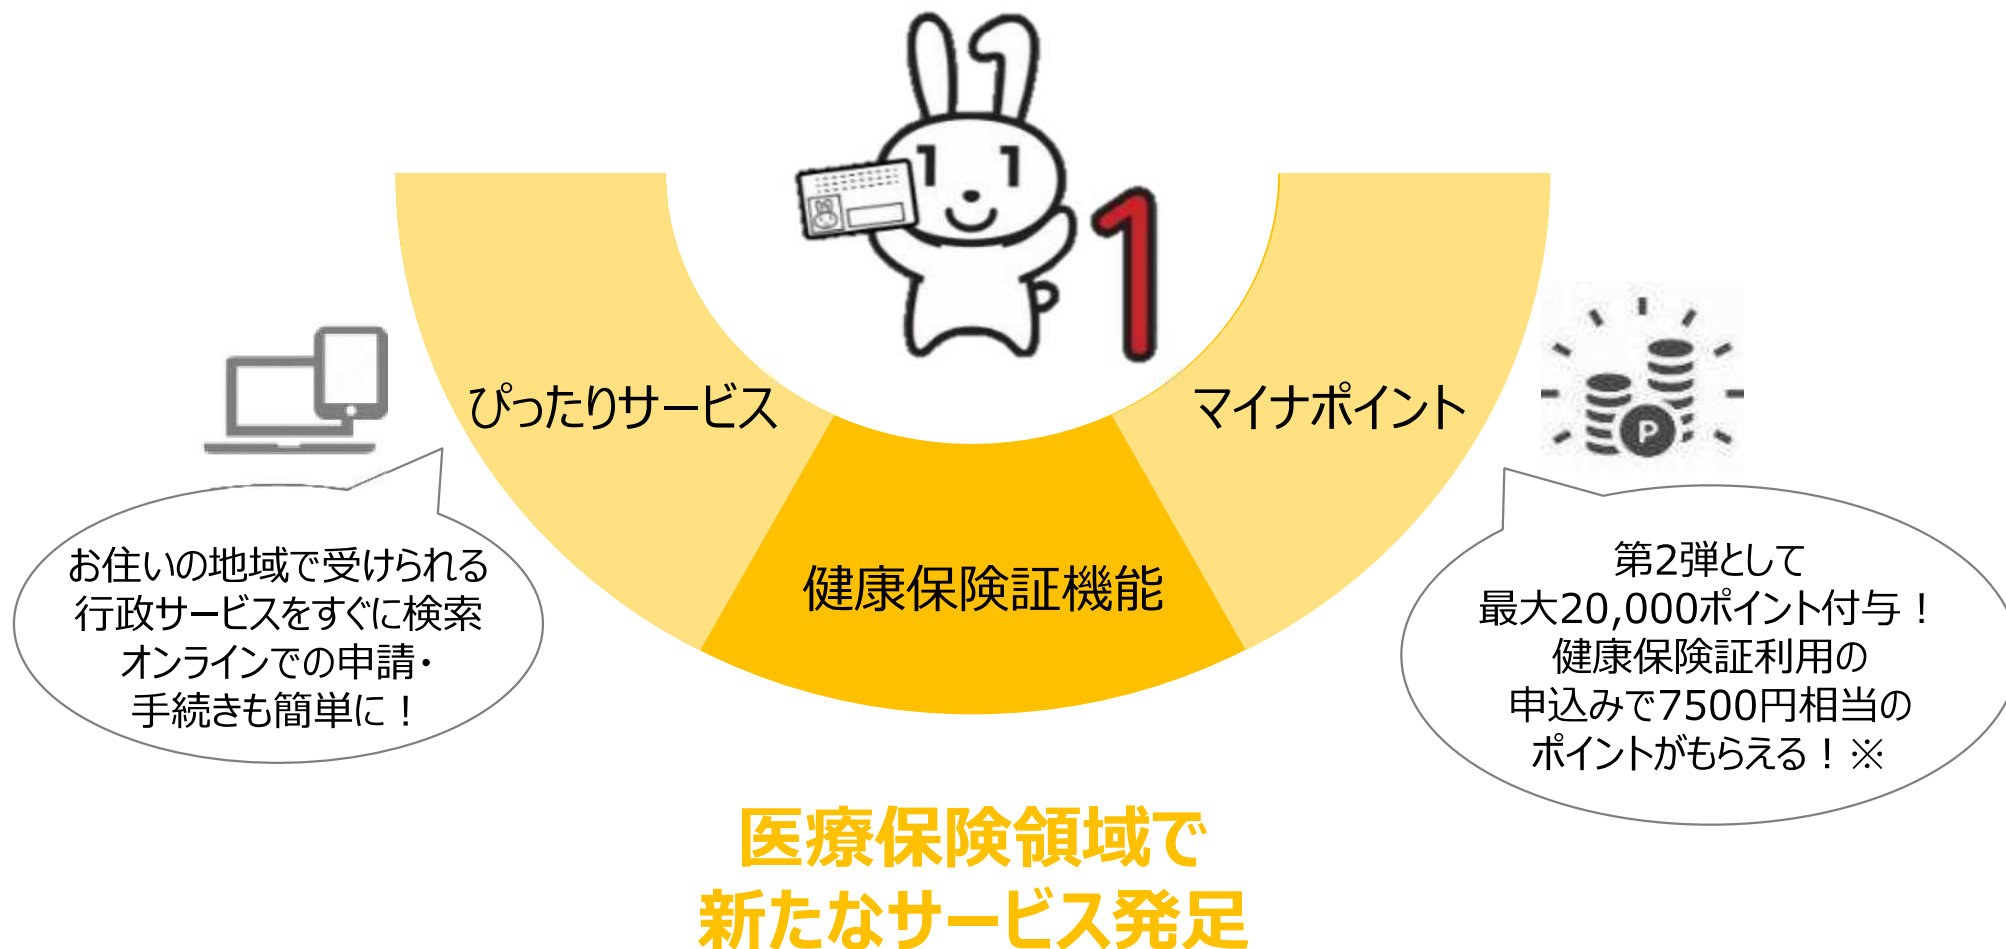 1
ぴったりサービス
マイナポイント
健康保険証機能
P
お住いの地域で受けられる
行政サービスをすぐに検索
オンラインでの申請・
手続きも簡単に！
第2弾として
最大20,000ポイント付与！
健康保険証利用の
申込みで7500円相当の
ポイントがもらえる！※
医療保険領域で
新たなサービス発足